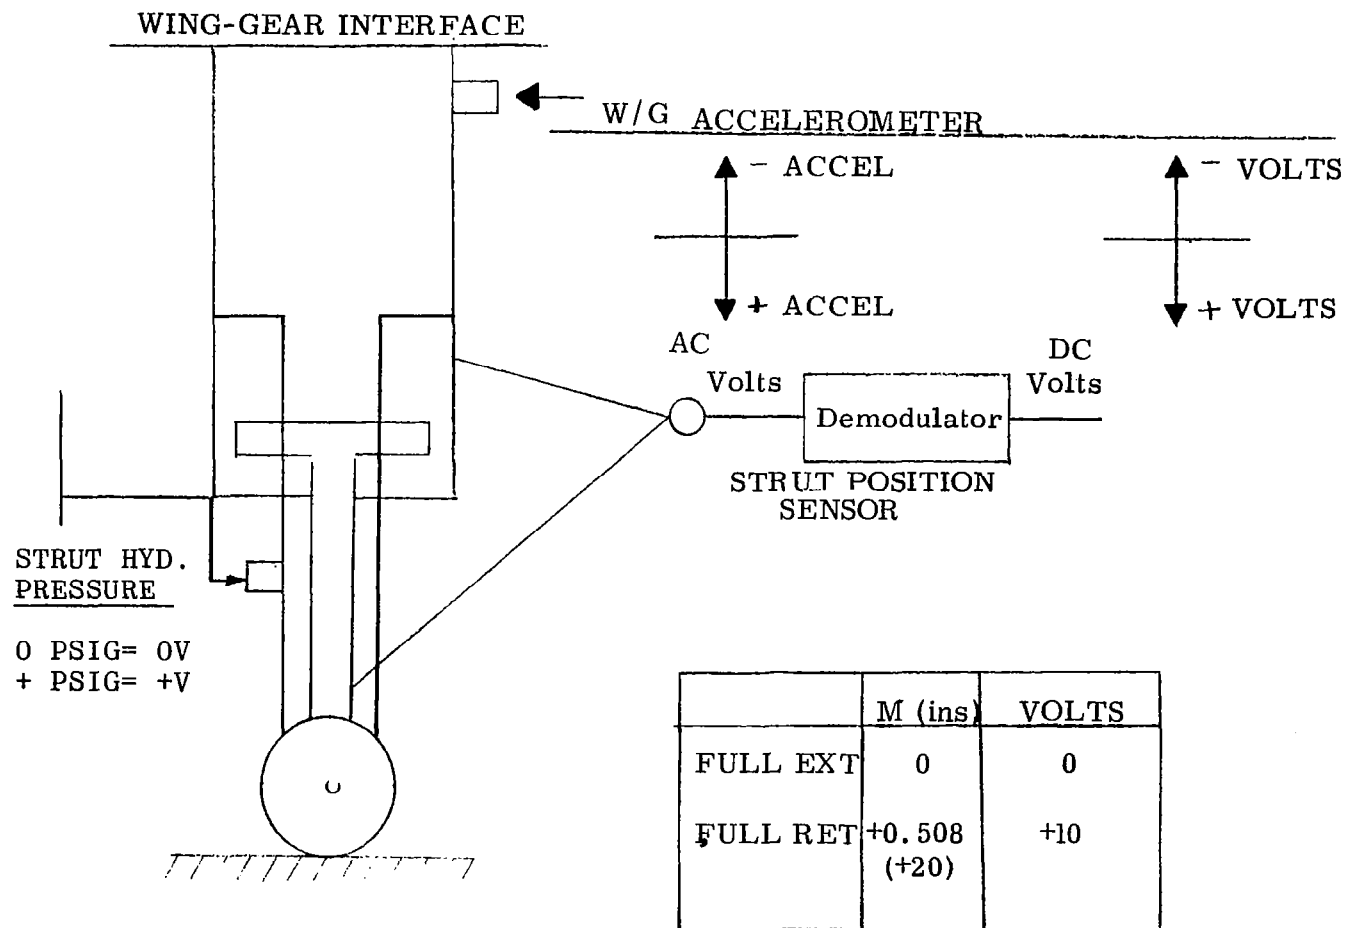 WING-GEAR INTERFACE
W/G ACCELEROMETER
- ACCEL
- VOLTS
+ ACCEL
+ VOLTS
AC
Volts
Demodulator
DC
Volts
STRUT POSITION
SENSOR
STRUT HYD.
PRESSURE
0 PSIG= 0V
+ PSIG= +V
M (ins) VOLTS
FULL EXT 0 0
FULL RET +0.508 +10
(+20)